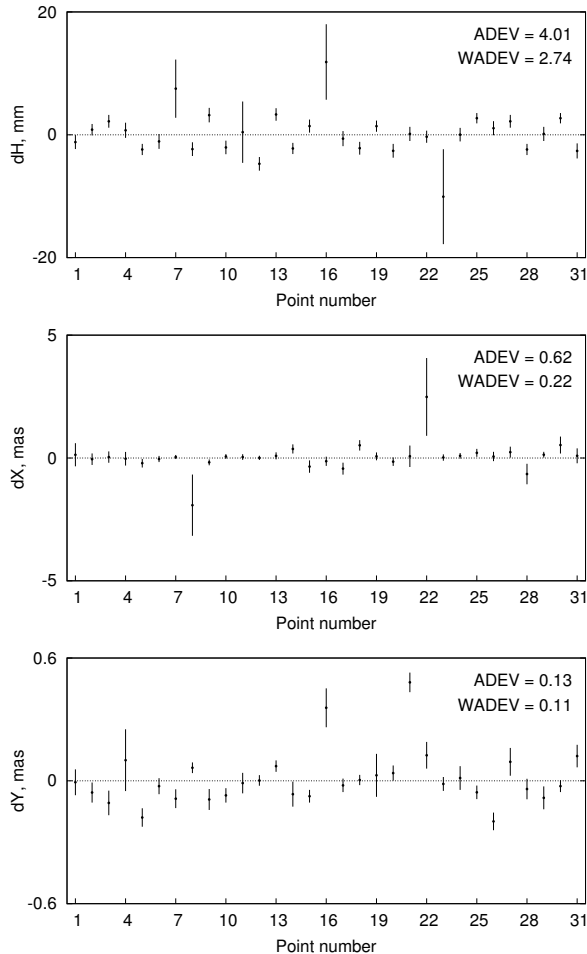 20
ADEV = 4.01
WADEV = 2.74
dH, mm
0
-20
1 4 7 10 13 16 19 22 25 28 31
Point number
5
ADEV = 0.62
WADEV = 0.22
dX, mas
0
-5
1 4 7 10 13 16 19 22 25 28 31
Point number
0.6
ADEV = 0.13
WADEV = 0.11
dY, mas
0
-0.6
1 4 7 10 13 16 19 22 25 28 31
Point number